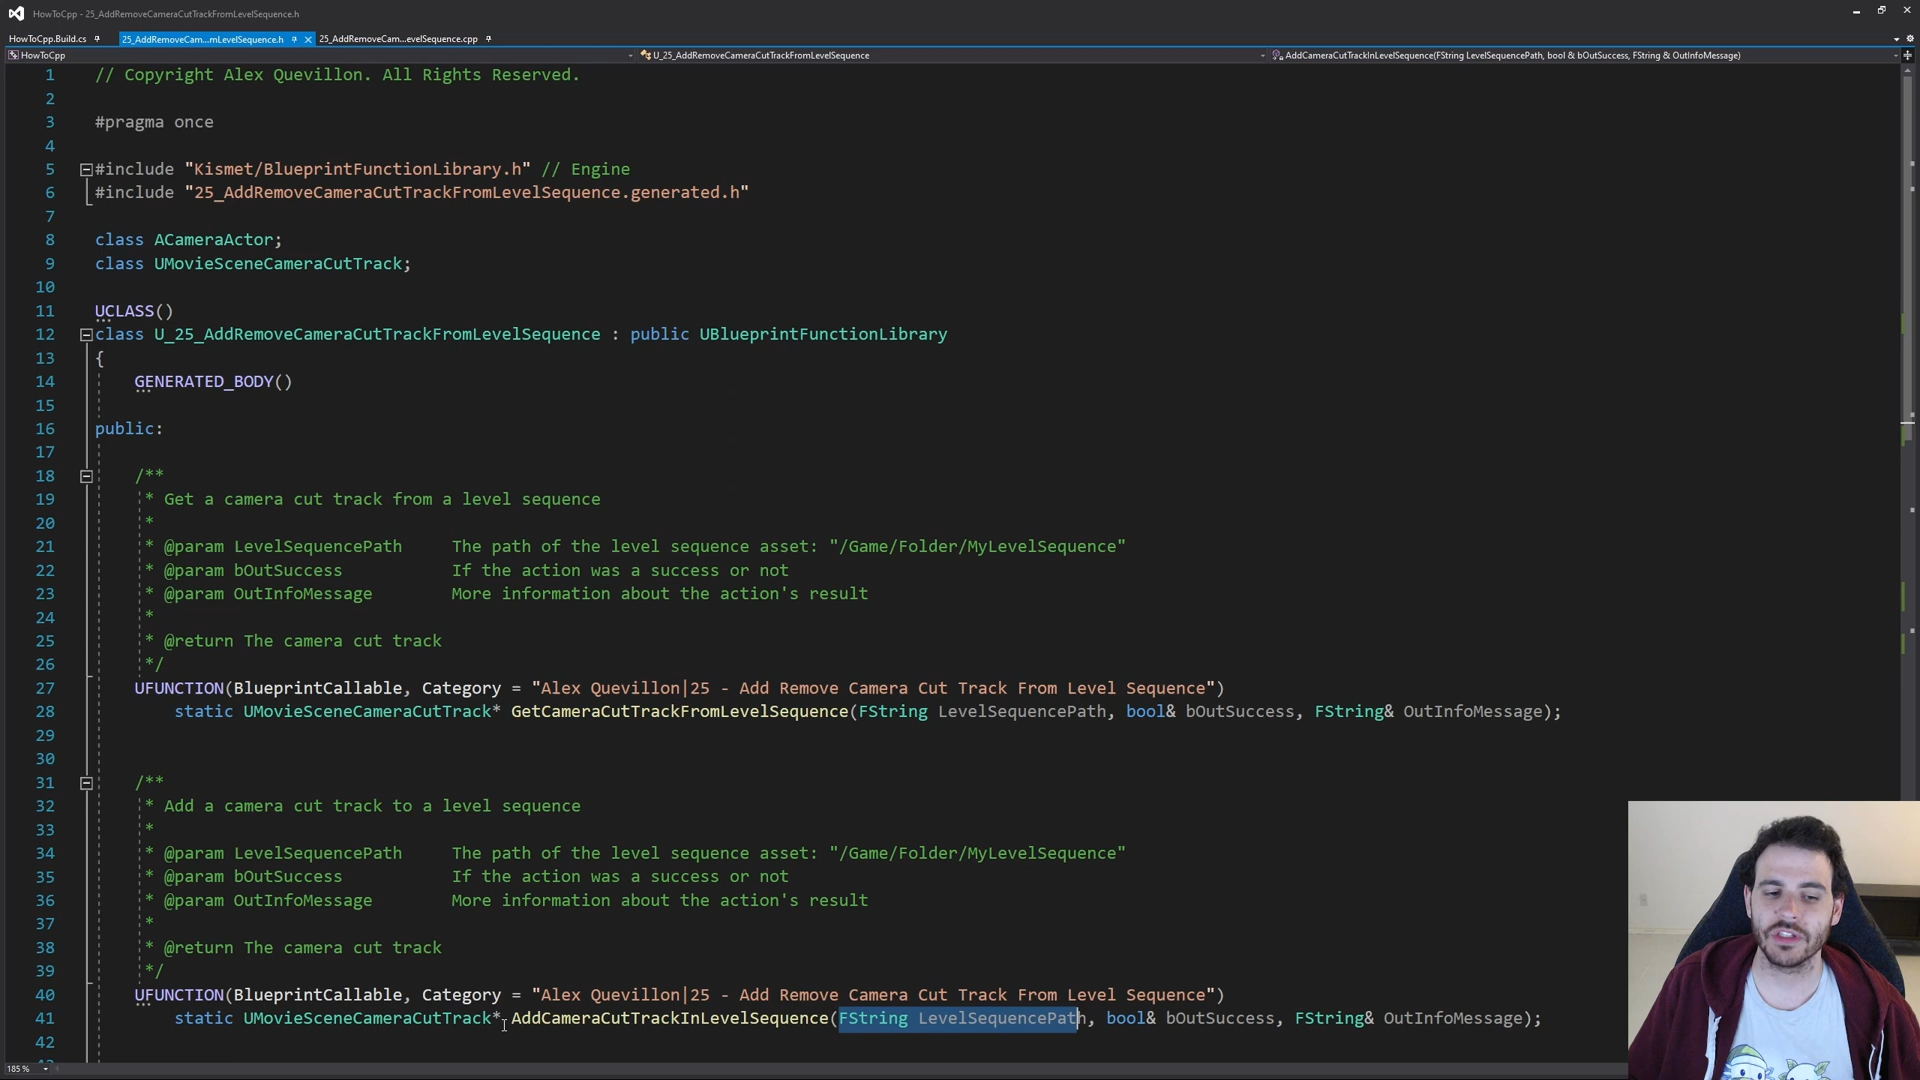 HowToCpp - 25_AddRemoveCameraCutTrackFromLevelSequence.h
HowToCpp.Build.cs
25_AddRemoveCam...mLevelSequence.h
25_AddRemoveCam...evelSequence.cpp
HowToCpp
U_25_AddRemoveCameraCutTrackFromLevelSequence
AddCameraCutTrackInLevelSequence(FString LevelSequencePath, bool & bOutSuccess, FString & OutInfoMessage)
1 // Copyright Alex Quevillon. All Rights Reserved.
2
3 #pragma once
4
5 #include "Kismet/BlueprintFunctionLibrary.h" // Engine
6 #include "25_AddRemoveCameraCutTrackFromLevelSequence.generated.h"
7
8 class ACameraActor;
9 class UMovieSceneCameraCutTrack;
10
11 UCLASS()
12 class U_25_AddRemoveCameraCutTrackFromLevelSequence : public UBlueprintFunctionLibrary
13 {
14 GENERATED_BODY()
15
16 public:
17
18 /**
19 * Get a camera cut track from a level sequence
20 *
21 * @param LevelSequencePath The path of the level sequence asset: "/Game/Folder/MyLevelSequence"
22 * @param bOutSuccess If the action was a success or not
23 * @param OutInfoMessage More information about the action's result
24 *
25 * @return The camera cut track
26 */
27 UFUNCTION(BlueprintCallable, Category = "Alex Quevillon|25 - Add Remove Camera Cut Track From Level Sequence")
28 static UMovieSceneCameraCutTrack* GetCameraCutTrackFromLevelSequence(FString LevelSequencePath, bool& bOutSuccess, FString& OutInfoMessage);
29
30
31 /**
32 * Add a camera cut track to a level sequence
33 *
34 * @param LevelSequencePath The path of the level sequence asset: "/Game/Folder/MyLevelSequence"
35 * @param bOutSuccess If the action was a success or not
36 * @param OutInfoMessage More information about the action's result
37 *
38 * @return The camera cut track
39 */
40 UFUNCTION(BlueprintCallable, Category = "Alex Quevillon|25 - Add Remove Camera Cut Track From Level Sequence")
41 static UMovieSceneCameraCutTrack* AddCameraCutTrackInLevelSequence(FString LevelSequencePath, bool& bOutSuccess, FString& OutInfoMessage);
42
185 %